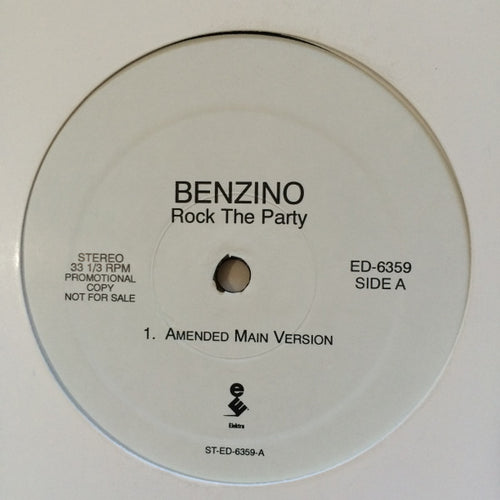 BENZINO
Rock The Party
STEREO
33 1/3 RPM
PROMOTIONAL
COPY
NOT FOR SALE
ED-6359
SIDE A
1. AMENDED MAIN VERSION
e
Elektra
ST-ED-6359-A